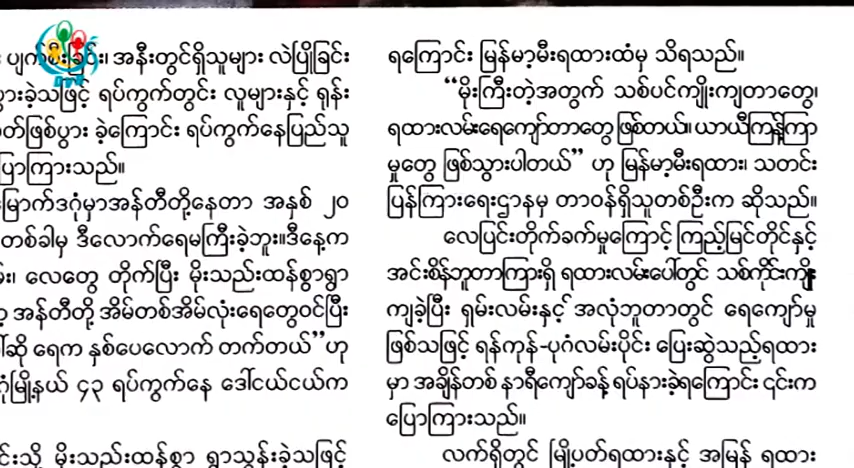 ပျက်စီးခြင်း၊ အနီးတွင်ရှိသူများ လဲပြိုခြင်း
ွားခဲ့သဖြင့် ရပ်ကွက်တွင်း လူများနှင့် ရုန်း
တ်ဖြစ်ပွား ခဲ့ကြောင်း ရပ်ကွက်နေပြည်သူ
ပြောကြားသည်။
မြောက်ဒဂုံမှာအန်တီတို့နေတာ အနှစ် ၂၀
တစ်ခါမှ ဒီလောက်ရေမကြီးခဲ့ဘူး။ဒီနေ့က
လေတွေ တိုက်ပြီး မိုးသည်းထန်စွာရွာ
အန်တီတို့ အိမ်တစ်အိမ်လုံးရေတွေဝင်ပြီး
ါဆို ရေက နှစ်ပေလောက် တက်တယ်”ဟု
ဂုံမြို့နယ် ၄၃ ရပ်ကွက်နေ ဒေါ်ငယ်ငယ်က
င်းသို့ မိုးသည်းထန်စွာ ရွာသွန်းခဲ့သဖြင့်
ရကြောင်း မြန်မာ့မီးရထားထံမှ သိရသည်။
“မိုးကြီးတဲ့အတွက် သစ်ပင်ကျိုးကျတာတွေ၊
ရထားလမ်းရေကျော်တာတွေ ဖြစ်တယ်။ ယာယီကြန့်ကြာ
မှုတွေ ဖြစ်သွားပါတယ်” ဟု မြန်မာ့မီးရထား၊ သတင်း
ပြန်ကြားရေးဌာနမှ တာဝန်ရှိသူတစ်ဦးက ဆိုသည်။
လေပြင်းတိုက်ခတ်မှုကြောင့် ကြည့်မြင်တိုင်နှင့်
အင်းစိန်ဘူတာကြားရှိ ရထားလမ်းပေါ်တွင် သစ်ကိုင်းကျိုး
ကျခဲ့ပြီး ရှမ်းလမ်းနှင့် အလုံဘူတာတွင် ရေကျော်မှု
ဖြစ်သဖြင့် ရန်ကုန်-ပုဂံလမ်းပိုင်း ပြေးဆွဲသည့်ရထား
မှာ အချိန်တစ် နာရီကျော်ခန့် ရပ်နားခဲ့ရကြောင်း ၎င်းက
ပြောကြားသည်။
လက်ရှိတွင် မြို့ပတ်ရထားနှင့် အမြန် ရထား